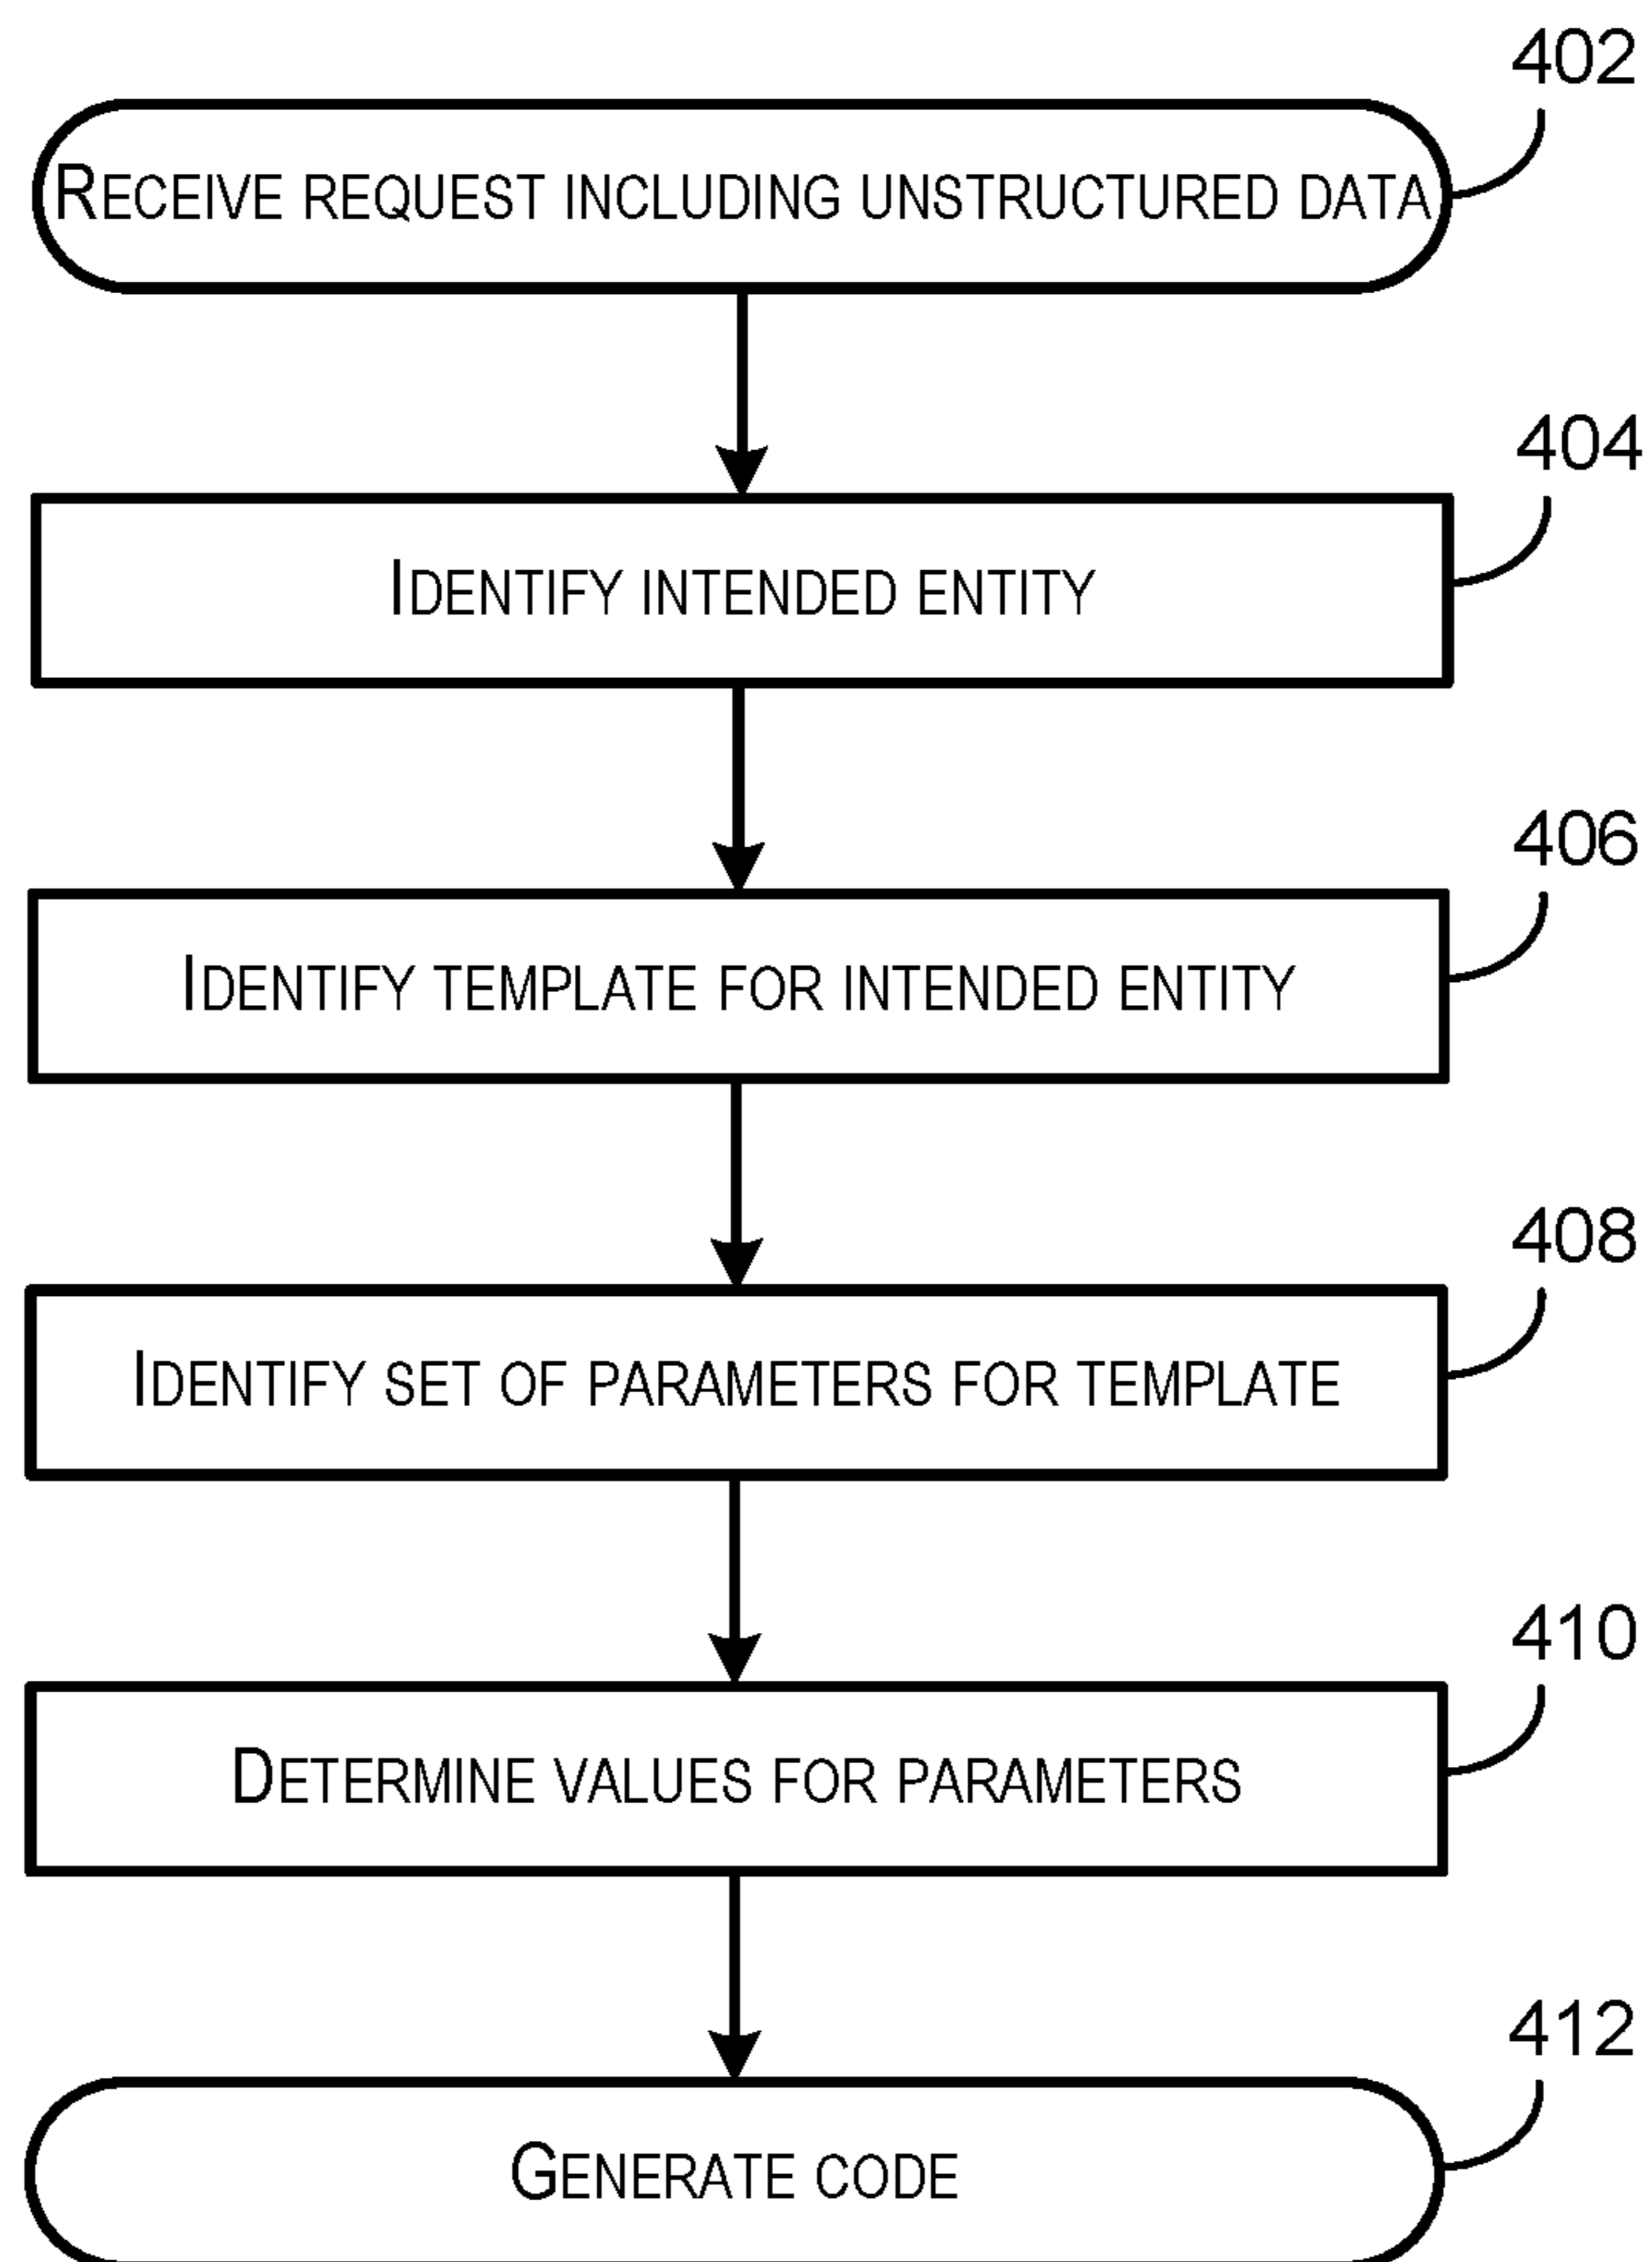 402
RECEIVE REQUEST INCLUDING UNSTRUCTURED DATA
404
IDENTIFY INTENDED ENTITY
406
IDENTIFY TEMPLATE FOR INTENDED ENTITY
408
IDENTIFY SET OF PARAMETERS FOR TEMPLATE
410
DETERMINE VALUES FOR PARAMETERS
412
GENERATE CODE